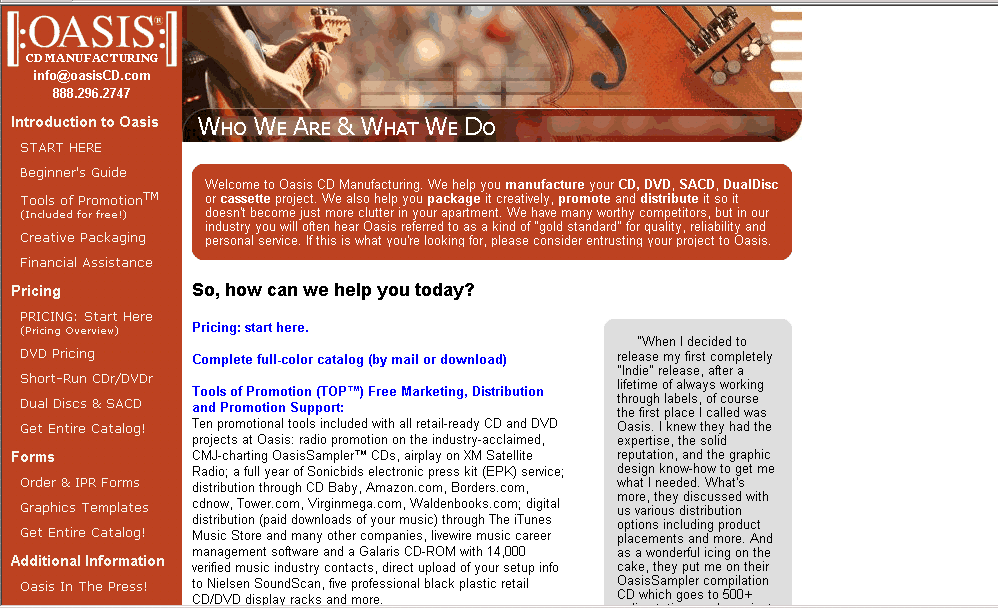 :OASIS:®
CD MANUFACTURING
info@oasisCD.com
888.296.2747
Introduction to Oasis
START HERE
Beginner's Guide
Tools of Promotion™
(Included for free!)
Creative Packaging
Financial Assistance
Pricing
PRICING: Start Here
(Pricing Overview)
DVD Pricing
Short-Run CDr/DVDr
Dual Discs & SACD
Get Entire Catalog!
Forms
Order & IPR Forms
Graphics Templates
Get Entire Catalog!
Additional Information
Oasis In The Press!
WHO WE ARE & WHAT WE DO
Welcome to Oasis CD Manufacturing. We help you manufacture your CD, DVD, SACD, DualDisc
or cassette project. We also help you package it creatively, promote and distribute it so it
doesn't become just more clutter in your apartment. We have many worthy competitors, but in our
industry you will often hear Oasis referred to as a kind of "gold standard" for quality, reliability and
personal service. If this is what you're looking for, please consider entrusting your project to Oasis.
So, how can we help you today?
Pricing: start here.
Complete full-color catalog (by mail or download)
Tools of Promotion (TOP™) Free Marketing, Distribution
and Promotion Support:
Ten promotional tools included with all retail-ready CD and DVD
projects at Oasis: radio promotion on the industry-acclaimed,
CMJ-charting OasisSampler™ CDs, airplay on XM Satellite
Radio; a full year of Sonicbids electronic press kit (EPK) service;
distribution through CD Baby, Amazon.com, Borders.com,
cdnow, Tower.com, Virginmega.com, Waldenbooks.com; digital
distribution (paid downloads of your music) through The iTunes
Music Store and many other companies, livewire music career
management software and a Galaris CD-ROM with 14,000
verified music industry contacts, direct upload of your setup info
to Nielsen SoundScan, five professional black plastic retail
CD/DVD display racks and more.
"When I decided to
release my first completely
"Indie" release, after a
lifetime of always working
through labels, of course
the first place I called was
Oasis. I knew they had the
expertise, the solid
reputation, and the graphic
design know-how to get me
what I needed. What's
more, they discussed with
us various distribution
options including product
placements and more. And
as a wonderful icing on the
cake, they put me on their
OasisSampler compilation
CD which goes to 500+